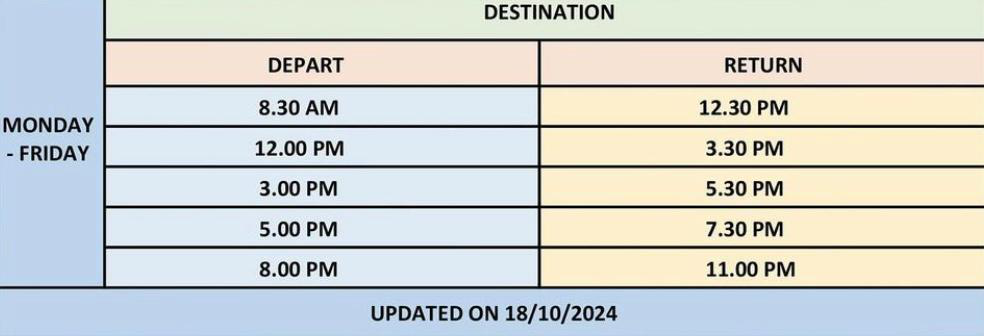 DESTINATION
DEPART RETURN
8.30 AM 12.30 PM
MONDAY
- FRIDAY
12.00 PM 3.30 PM
3.00 PM 5.30 PM
5.00 PM 7.30 PM
8.00 PM 11.00 PM
UPDATED ON 18/10/2024